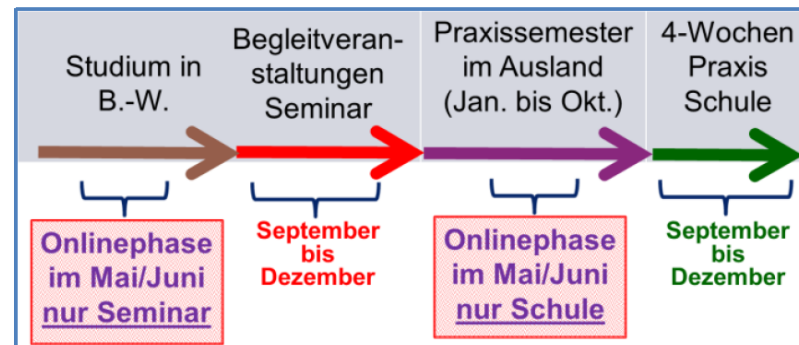 Studium in
B.-W.
Begleitveran-
staltungen
Seminar
Praxissemester
im Ausland
(Jan. bis Okt.)
4-Wochen
Praxis
Schule
Onlinephase
im Mai/Juni
nur Seminar
September
bis
Dezember
Onlinephase
im Mai/Juni
nur Schule
September
bis
Dezember